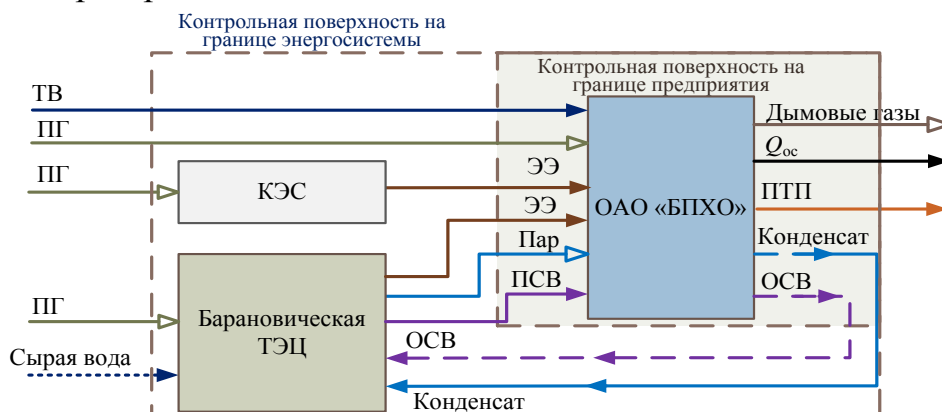 Контрольная поверхность на
границе энергосистемы
Контрольная поверхность на
границе предприятия
ТВ
ПГ
ПГ
КЭС
ЭЭ
ЭЭ
Пар
ПСВ
ОАО «БПХО»
Дымовые газы
Qос
ПТП
Конденсат
ОСВ
ПГ
Барановическая
ТЭЦ
Сырая вода
ОСВ
Конденсат